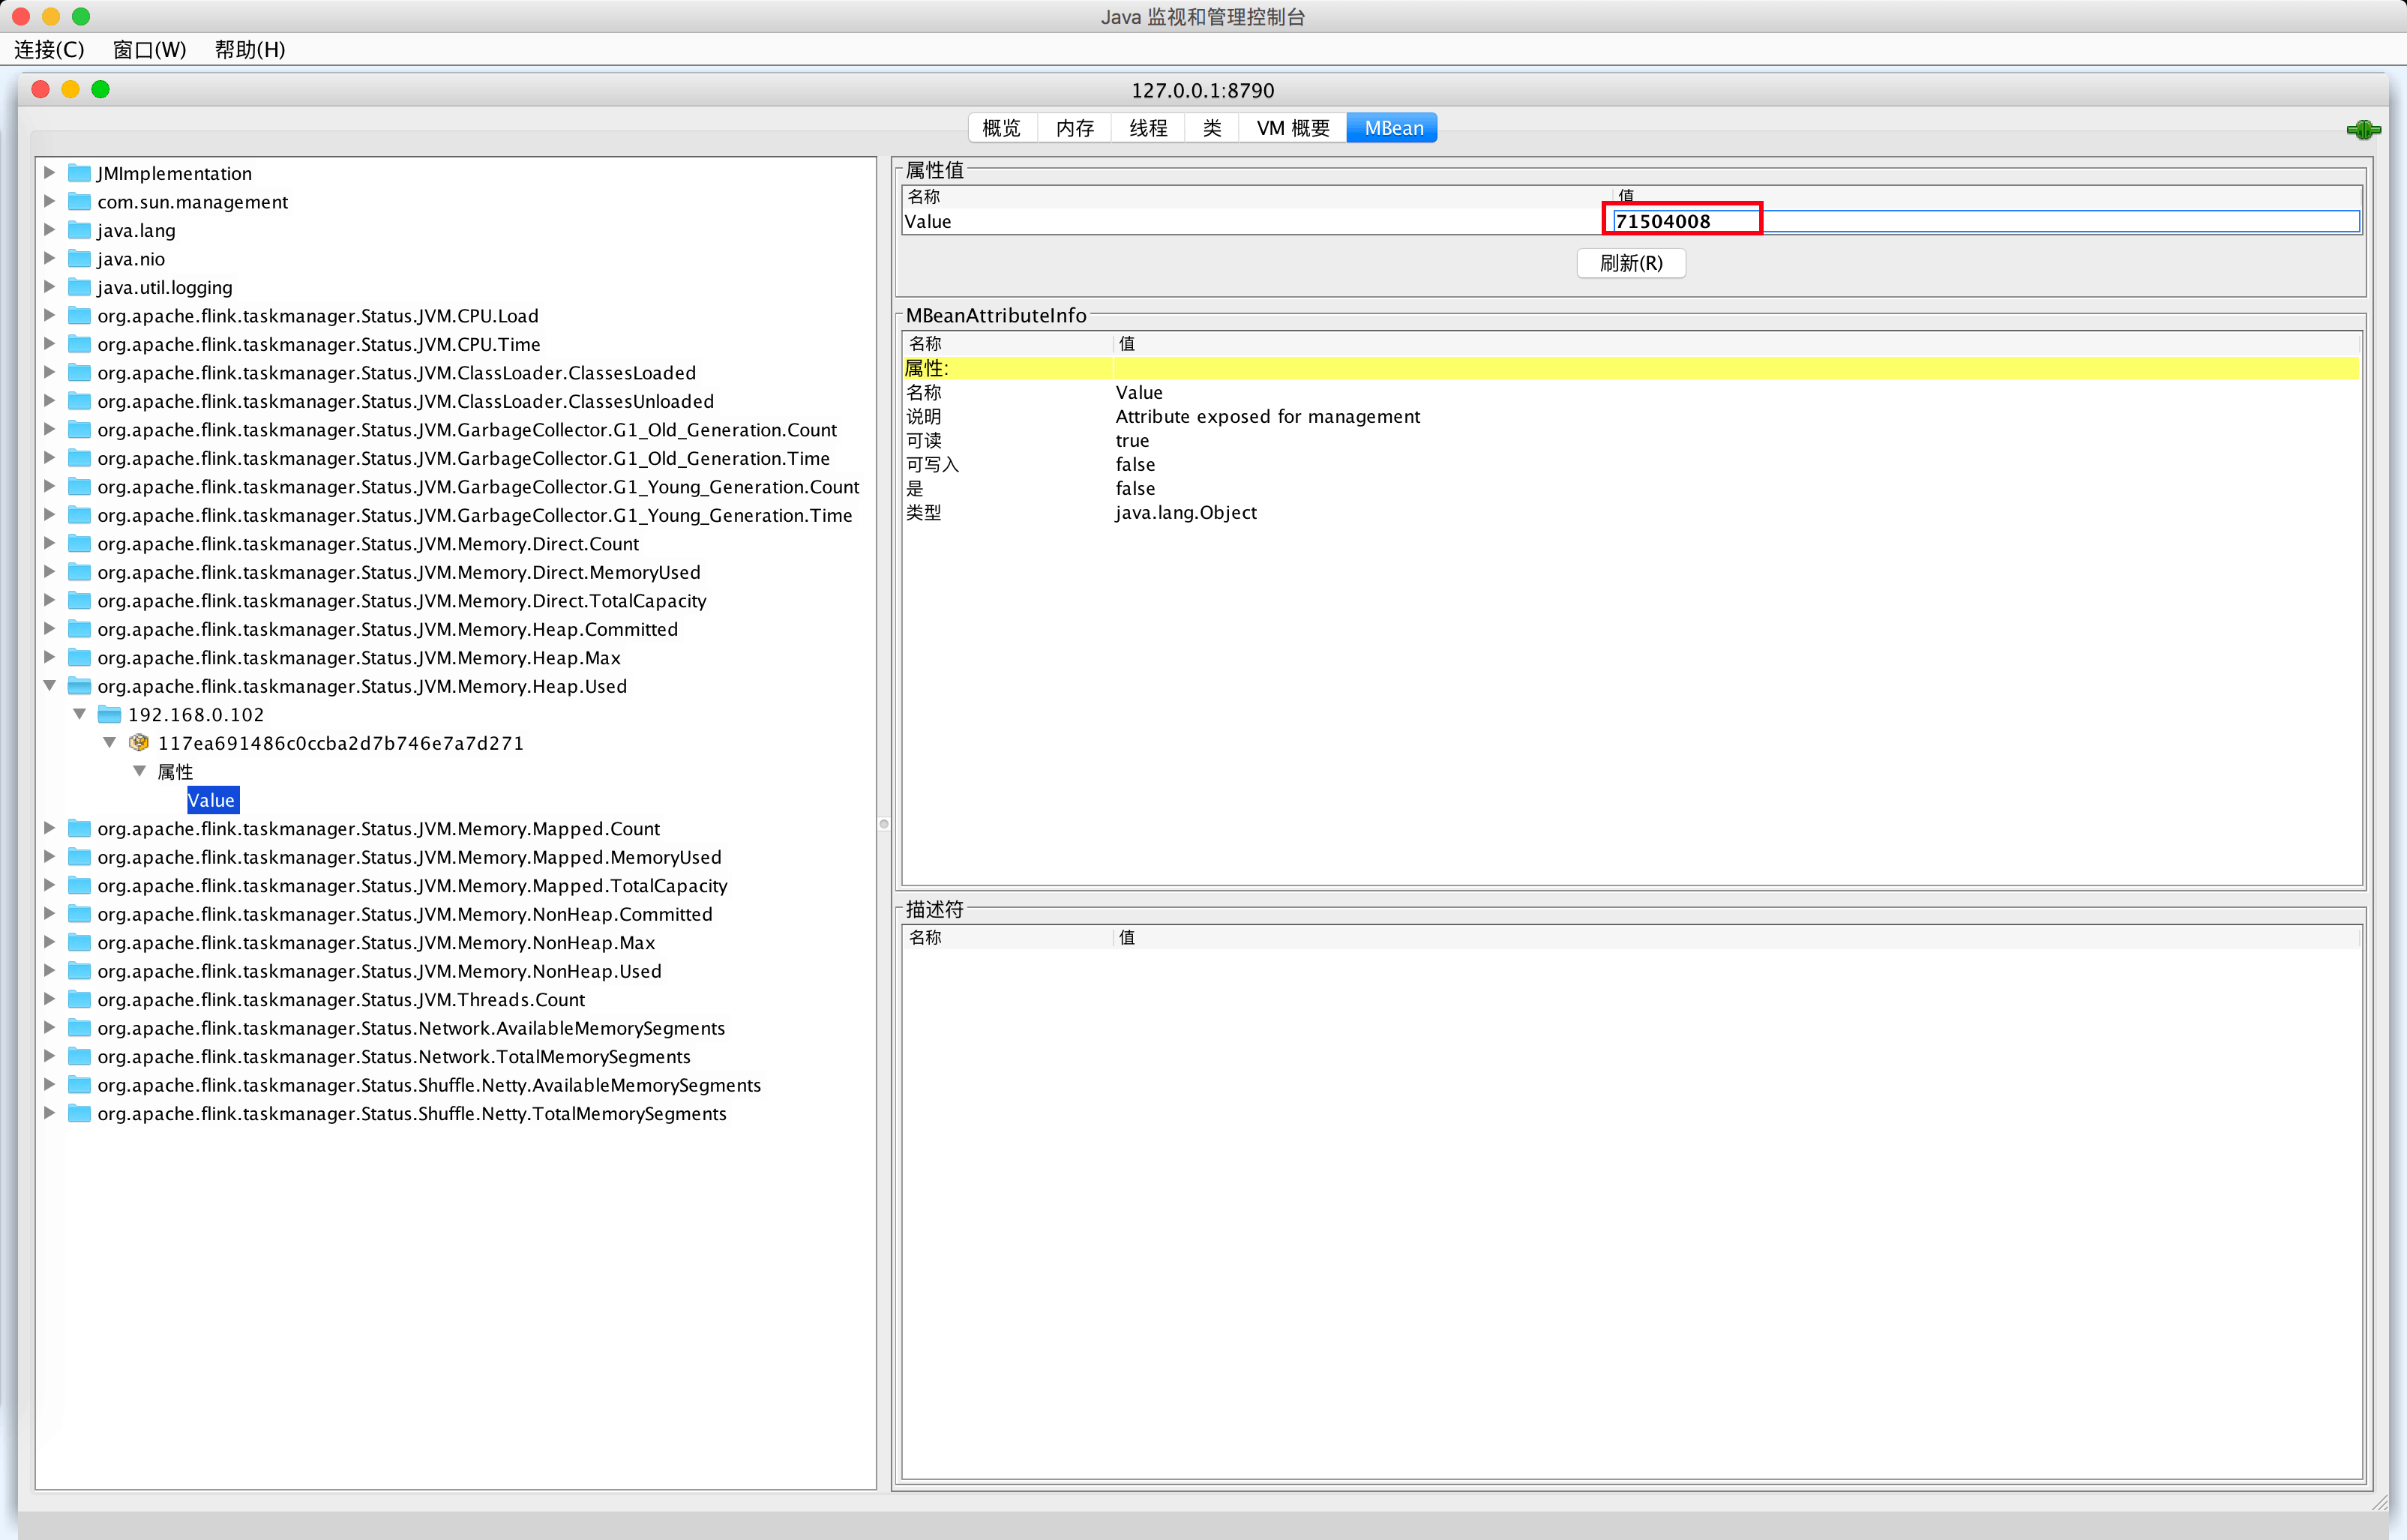 Java 监视和管理控制台
连接(C) 窗口(W) 帮助(H)
127.0.0.1:8790
概览 内存 线程 类 VM 概要 MBean
JMImplementation
com.sun.management
java.lang
java.nio
java.util.logging
org.apache.flink.taskmanager.Status.JVM.CPU.Load
org.apache.flink.taskmanager.Status.JVM.CPU.Time
org.apache.flink.taskmanager.Status.JVM.ClassLoader.ClassesLoaded
org.apache.flink.taskmanager.Status.JVM.ClassLoader.ClassesUnloaded
org.apache.flink.taskmanager.Status.JVM.GarbageCollector.G1_Old_Generation.Count
org.apache.flink.taskmanager.Status.JVM.GarbageCollector.G1_Old_Generation.Time
org.apache.flink.taskmanager.Status.JVM.GarbageCollector.G1_Young_Generation.Count
org.apache.flink.taskmanager.Status.JVM.GarbageCollector.G1_Young_Generation.Time
org.apache.flink.taskmanager.Status.JVM.Memory.Direct.Count
org.apache.flink.taskmanager.Status.JVM.Memory.Direct.MemoryUsed
org.apache.flink.taskmanager.Status.JVM.Memory.Direct.TotalCapacity
org.apache.flink.taskmanager.Status.JVM.Memory.Heap.Committed
org.apache.flink.taskmanager.Status.JVM.Memory.Heap.Max
org.apache.flink.taskmanager.Status.JVM.Memory.Heap.Used
192.168.0.102
117ea691486c0ccba2d7b746e7a7d271
属性
Value
org.apache.flink.taskmanager.Status.JVM.Memory.Mapped.Count
org.apache.flink.taskmanager.Status.JVM.Memory.Mapped.MemoryUsed
org.apache.flink.taskmanager.Status.JVM.Memory.Mapped.TotalCapacity
org.apache.flink.taskmanager.Status.JVM.Memory.NonHeap.Committed
org.apache.flink.taskmanager.Status.JVM.Memory.NonHeap.Max
org.apache.flink.taskmanager.Status.JVM.Memory.NonHeap.Used
org.apache.flink.taskmanager.Status.JVM.Threads.Count
org.apache.flink.taskmanager.Status.Network.AvailableMemorySegments
org.apache.flink.taskmanager.Status.Network.TotalMemorySegments
org.apache.flink.taskmanager.Status.Shuffle.Netty.AvailableMemorySegments
org.apache.flink.taskmanager.Status.Shuffle.Netty.TotalMemorySegments
属性值
名称 值
Value 71504008
刷新(R)
MBeanAttributeInfo
名称 值
属性:
名称 Value
说明 Attribute exposed for management
可读 true
可写入 false
是 false
类型 java.lang.Object
描述符
名称 值